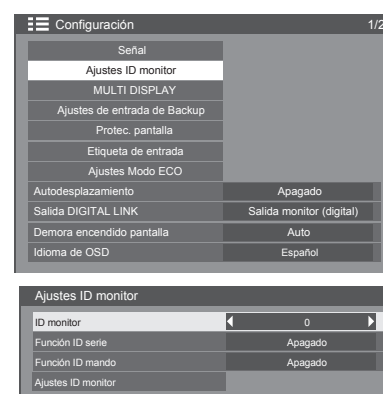 Configuración 1/2
Señal
Ajustes ID monitor
MULTI DISPLAY
Ajustes de entrada de Backup
Protec. pantalla
Etiqueta de entrada
Ajustes Modo ECO
Autodesplazamiento Apagado
Salida DIGITAL LINK Salida monitor (digital)
Demora encendido pantalla Auto
Idioma de OSD Español
Ajustes ID monitor
ID monitor 0
Función ID serie Apagado
Función ID mando Apagado
Ajustes ID monitor